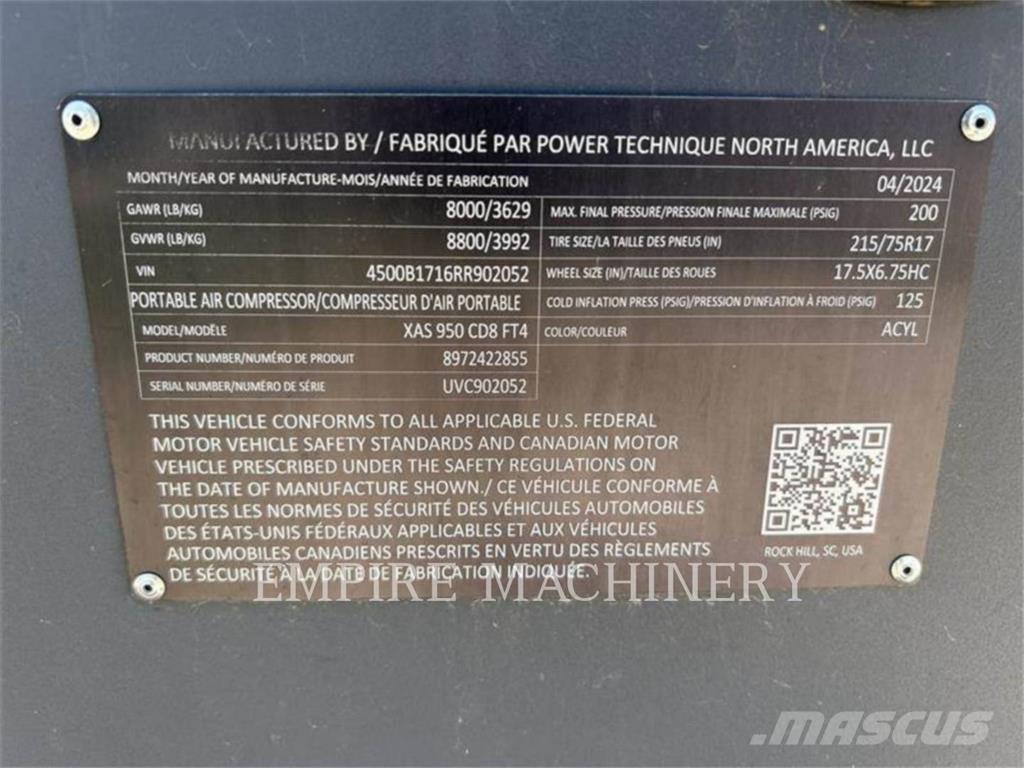 MANUFACTURED BY / FABRIQUÉ PAR POWER TECHNIQUE NORTH AMERICA, LLC
MONTH/YEAR OF MANUFACTURE-MOIS/ANNÉE DE FABRICATION 04/2024
GAWR (LB/KG) 8000/3629 MAX. FINAL PRESSURE/PRESSION FINALE MAXIMALE (PSIG) 200
GVWR (LB/KG) 8800/3992 TIRE SIZE/LA TAILLE DES PNEUS (IN) 215/75R17
VIN 4500B1716RR902052 WHEEL SIZE (IN)/TAILLE DES ROUES 17.5X6.75HC
PORTABLE AIR COMPRESSOR/COMPRESSEUR D'AIR PORTABLE COLD INFLATION PRESS (PSIG)/PRESSION D'INFLATION À FROID (PSIG) 125
MODEL/MODÈLE XAS 950 CD8 FT4 COLOR/COULEUR ACYL
PRODUCT NUMBER/NUMÉRO DE PRODUIT 8972422855
SERIAL NUMBER/NUMÉRO DE SÉRIE UVC902052
THIS VEHICLE CONFORMS TO ALL APPLICABLE U.S. FEDERAL
MOTOR VEHICLE SAFETY STANDARDS AND CANADIAN MOTOR
VEHICLE PRESCRIBED UNDER THE SAFETY REGULATIONS ON
THE DATE OF MANUFACTURE SHOWN./ CE VÉHICULE CONFORME À
TOUTES LES NORMES DE SÉCURITÉ DES VÉHICULES AUTOMOBILES
DES ÉTATS-UNIS FÉDÉRAUX APPLICABLES ET AUX VÉHICULES
AUTOMOBILES CANADIENS PRESCRITS EN VERTU DES RÈGLEMENTS
DE SÉCURITÉ À LA DATE DE FABRICATION INDIQUÉE.
ROCK HILL, SC, USA
EMPIRE MACHINERY
MASCUS